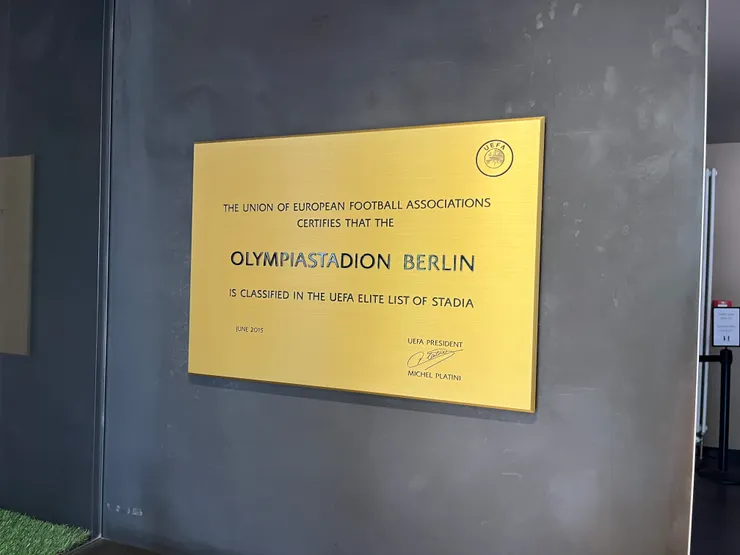 UEFA
THE UNION OF EUROPEAN FOOTBALL ASSOCIATIONS
CERTIFIES THAT THE
OLYMPIASTADION BERLIN
IS CLASSIFIED IN THE UEFA ELITE LIST OF STADIA
JUNE 2015
UEFA PRESIDENT
MICHEL PLATINI